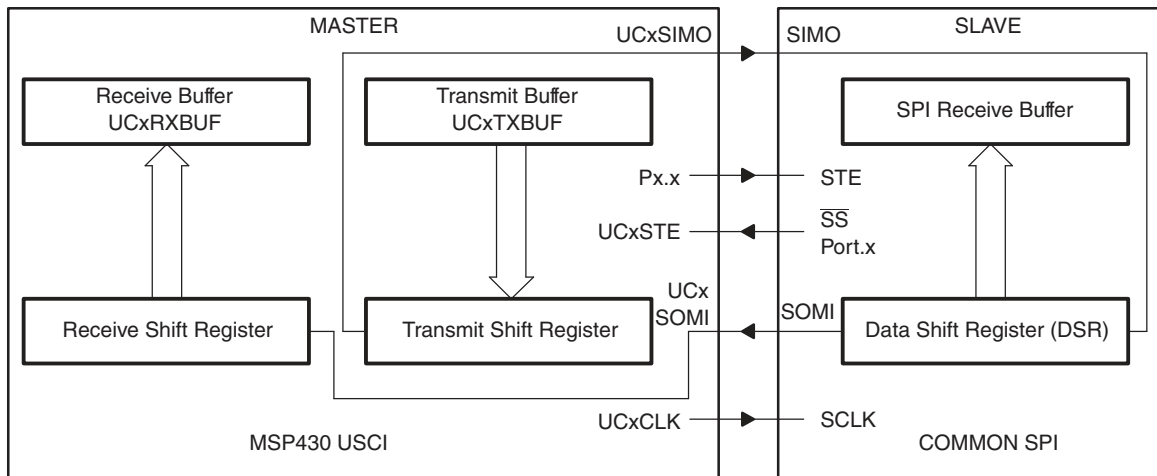 MASTER
UCxSIMO
Receive Buffer
UCxRXBUF
Transmit Buffer
UCxTXBUF
Px.x
UCxSTE
UCx
SOMI
Receive Shift Register
Transmit Shift Register
UCxCLK
MSP430 USCI
SIMO
SLAVE
SPI Receive Buffer
STE
SS
Port.x
SOMI
Data Shift Register (DSR)
SCLK
COMMON SPI